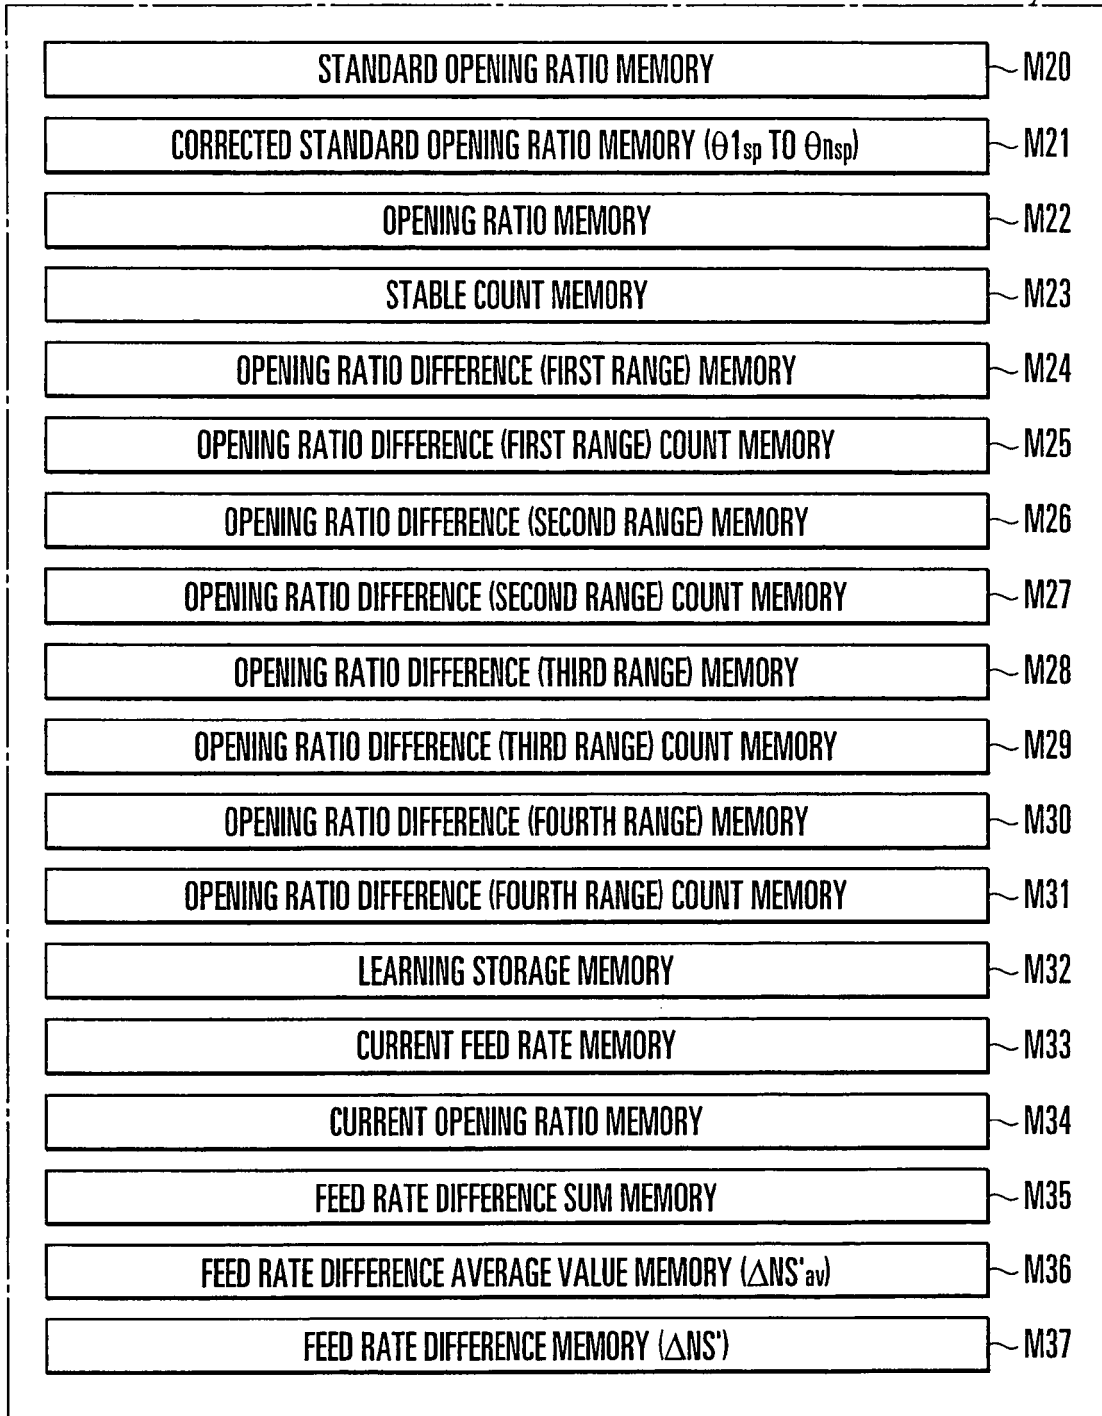 STANDARD OPENING RATIO MEMORY M20
CORRECTED STANDARD OPENING RATIO MEMORY (θ1sp TO θnsp) M21
OPENING RATIO MEMORY M22
STABLE COUNT MEMORY M23
OPENING RATIO DIFFERENCE (FIRST RANGE) MEMORY M24
OPENING RATIO DIFFERENCE (FIRST RANGE) COUNT MEMORY M25
OPENING RATIO DIFFERENCE (SECOND RANGE) MEMORY M26
OPENING RATIO DIFFERENCE (SECOND RANGE) COUNT MEMORY M27
OPENING RATIO DIFFERENCE (THIRD RANGE) MEMORY M28
OPENING RATIO DIFFERENCE (THIRD RANGE) COUNT MEMORY M29
OPENING RATIO DIFFERENCE (FOURTH RANGE) MEMORY M30
OPENING RATIO DIFFERENCE (FOURTH RANGE) COUNT MEMORY M31
LEARNING STORAGE MEMORY M32
CURRENT FEED RATE MEMORY M33
CURRENT OPENING RATIO MEMORY M34
FEED RATE DIFFERENCE SUM MEMORY M35
FEED RATE DIFFERENCE AVERAGE VALUE MEMORY (ΔNS'av) M36
FEED RATE DIFFERENCE MEMORY (ΔNS') M37